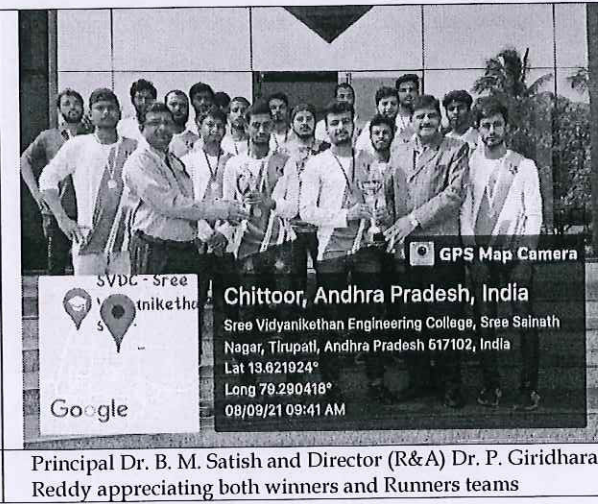 GPS Map Camera
SVDC - Sree
Google
Chittoor, Andhra Pradesh, India
Sree Vidyanikethan Engineering College, Sree Sainath
Nagar, Tirupati, Andhra Pradesh 517102, India
Lat 13.621924°
Long 79.290418°
08/09/21 09:41 AM
Principal Dr. B. M. Satish and Director (R&A) Dr. P. Giridhara
Reddy appreciating both winners and Runners teams